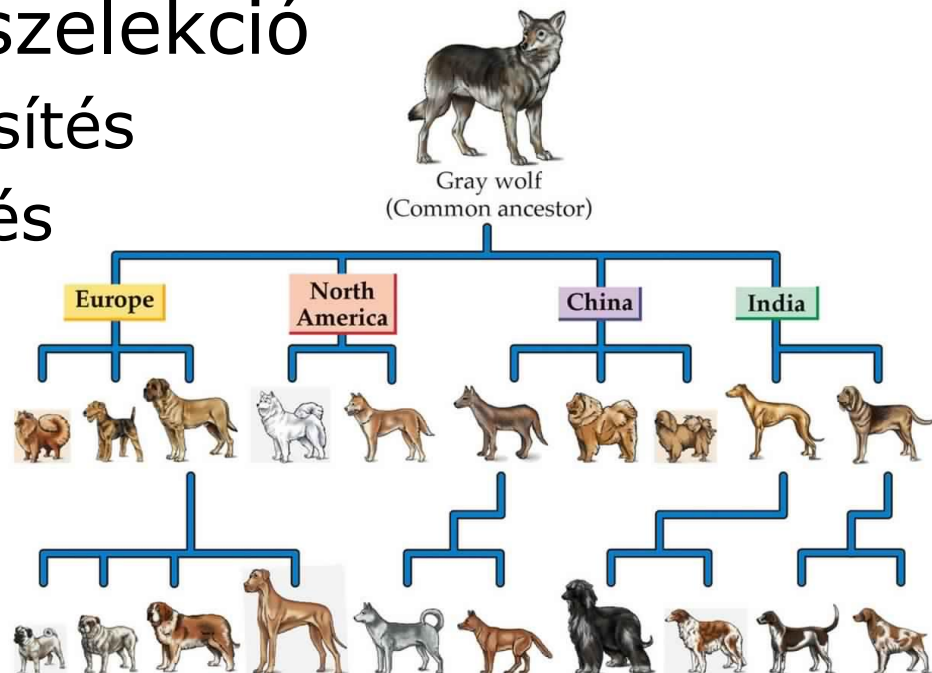 szelekció
sítés
és
Gray wolf
(Common ancestor)
Europe
North
America
China
India